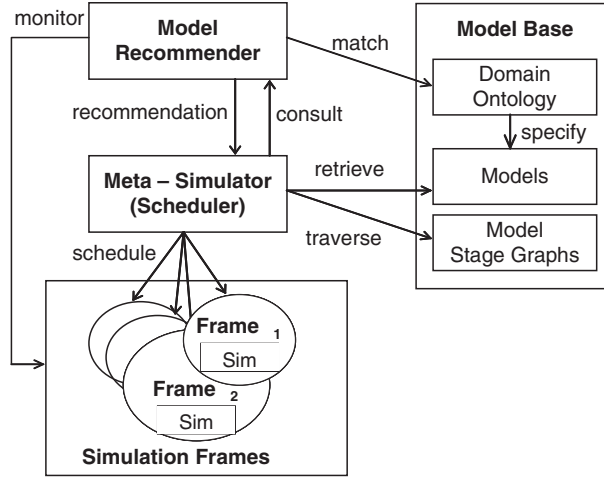 monitor
Model
Recommender
match
Model Base
Domain
Ontology
recommendation
consult
specify
Meta – Simulator
(Scheduler)
retrieve
Models
traverse
Model
Stage Graphs
schedule
Frame 1
Sim
Frame 2
Sim
Simulation Frames